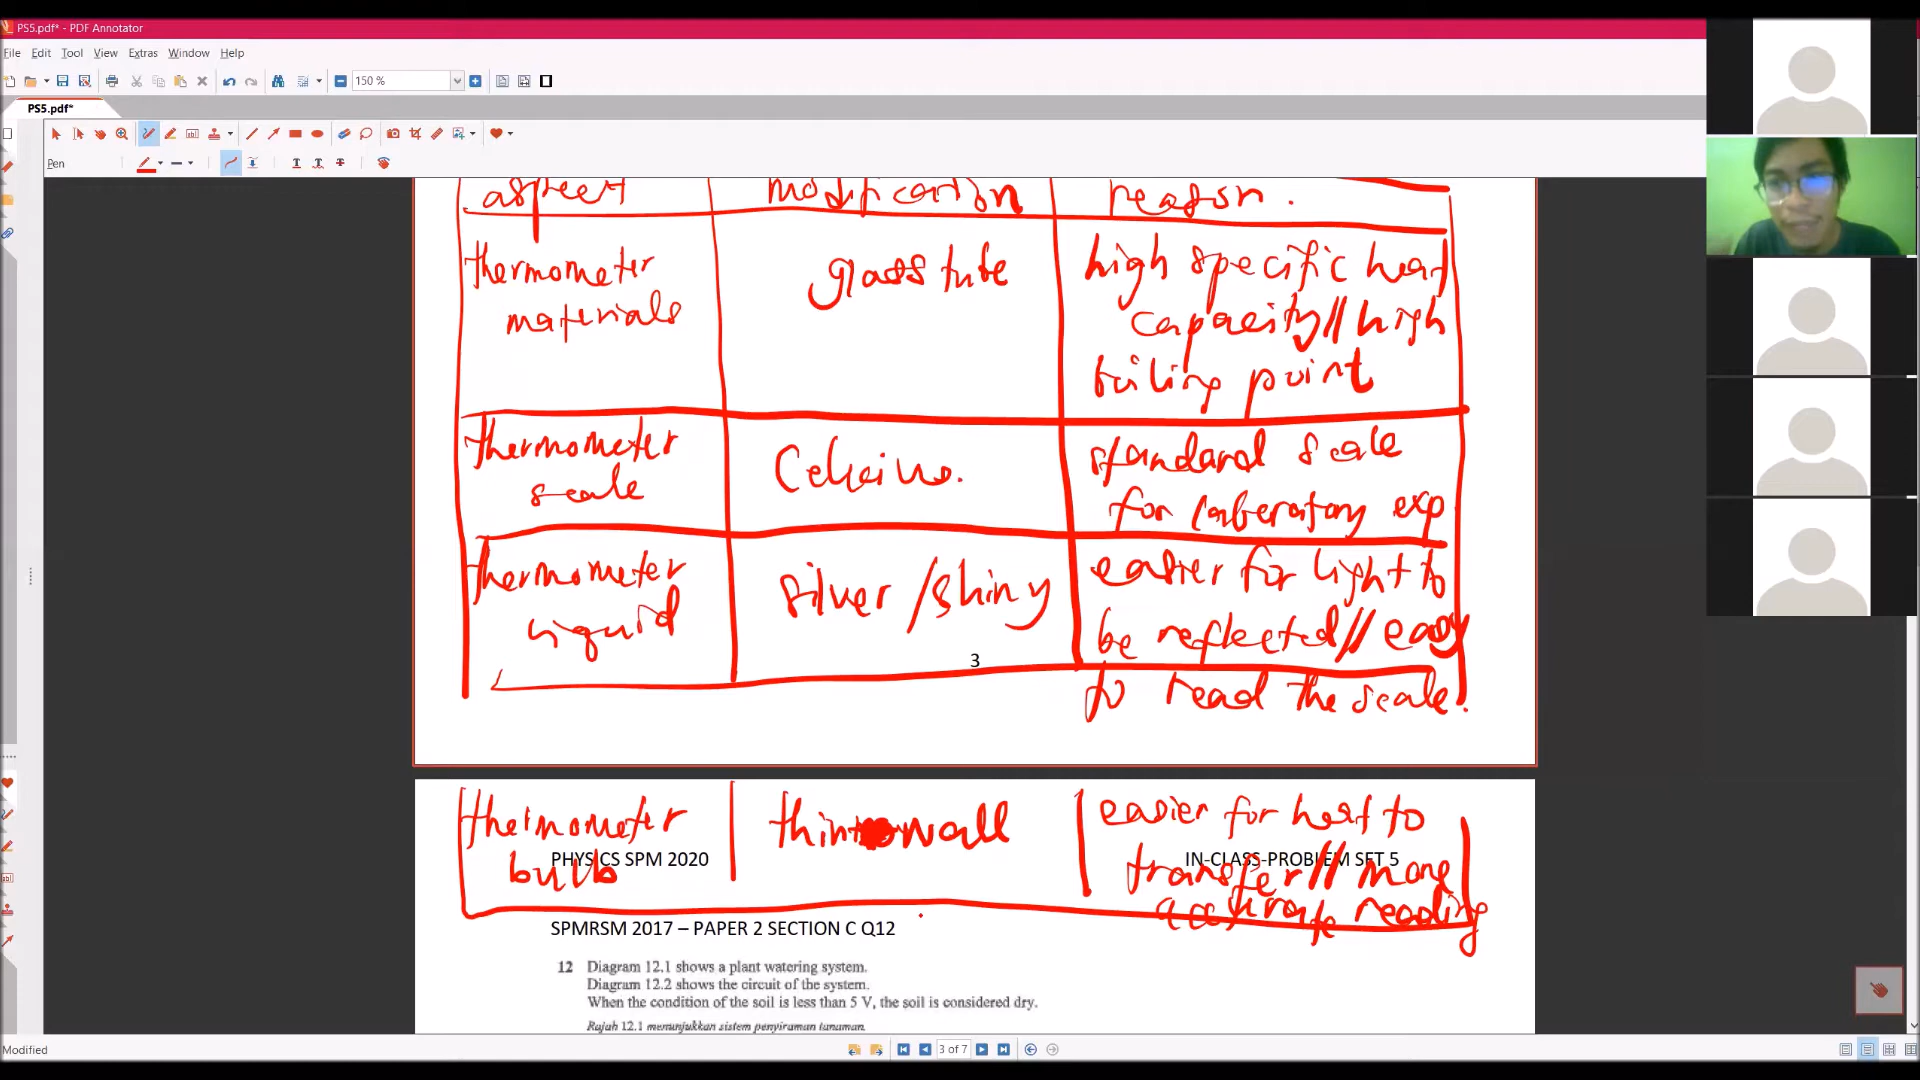 PS5.pdf* - PDF Annotator
File Edit Tool View Extras Window Help
150 %
PS5.pdf*
Pen
aspect modification reason.
thermometer materials
glass tube
high specific heat
capacity // high
boiling point
thermometer scale
Celcius.
standard scale
for laboratory exp
thermometer liquid
silver / shiny
easier for light to
be reflected // easy
to read the scale.
3
thermometer bulb
thin wall
easier for heat to
transfer // more
accurate reading
PHYSICS SPM 2020
IN-CLASS-PROBLEM SET 5
SPMRSM 2017 – PAPER 2 SECTION C Q12
12 Diagram 12.1 shows a plant watering system.
Diagram 12.2 shows the circuit of the system.
When the condition of the soil is less than 5 V, the soil is considered dry.
Rajah 12.1 menunjukkan sistem penyiraman tanaman.
Modified
3 of 7